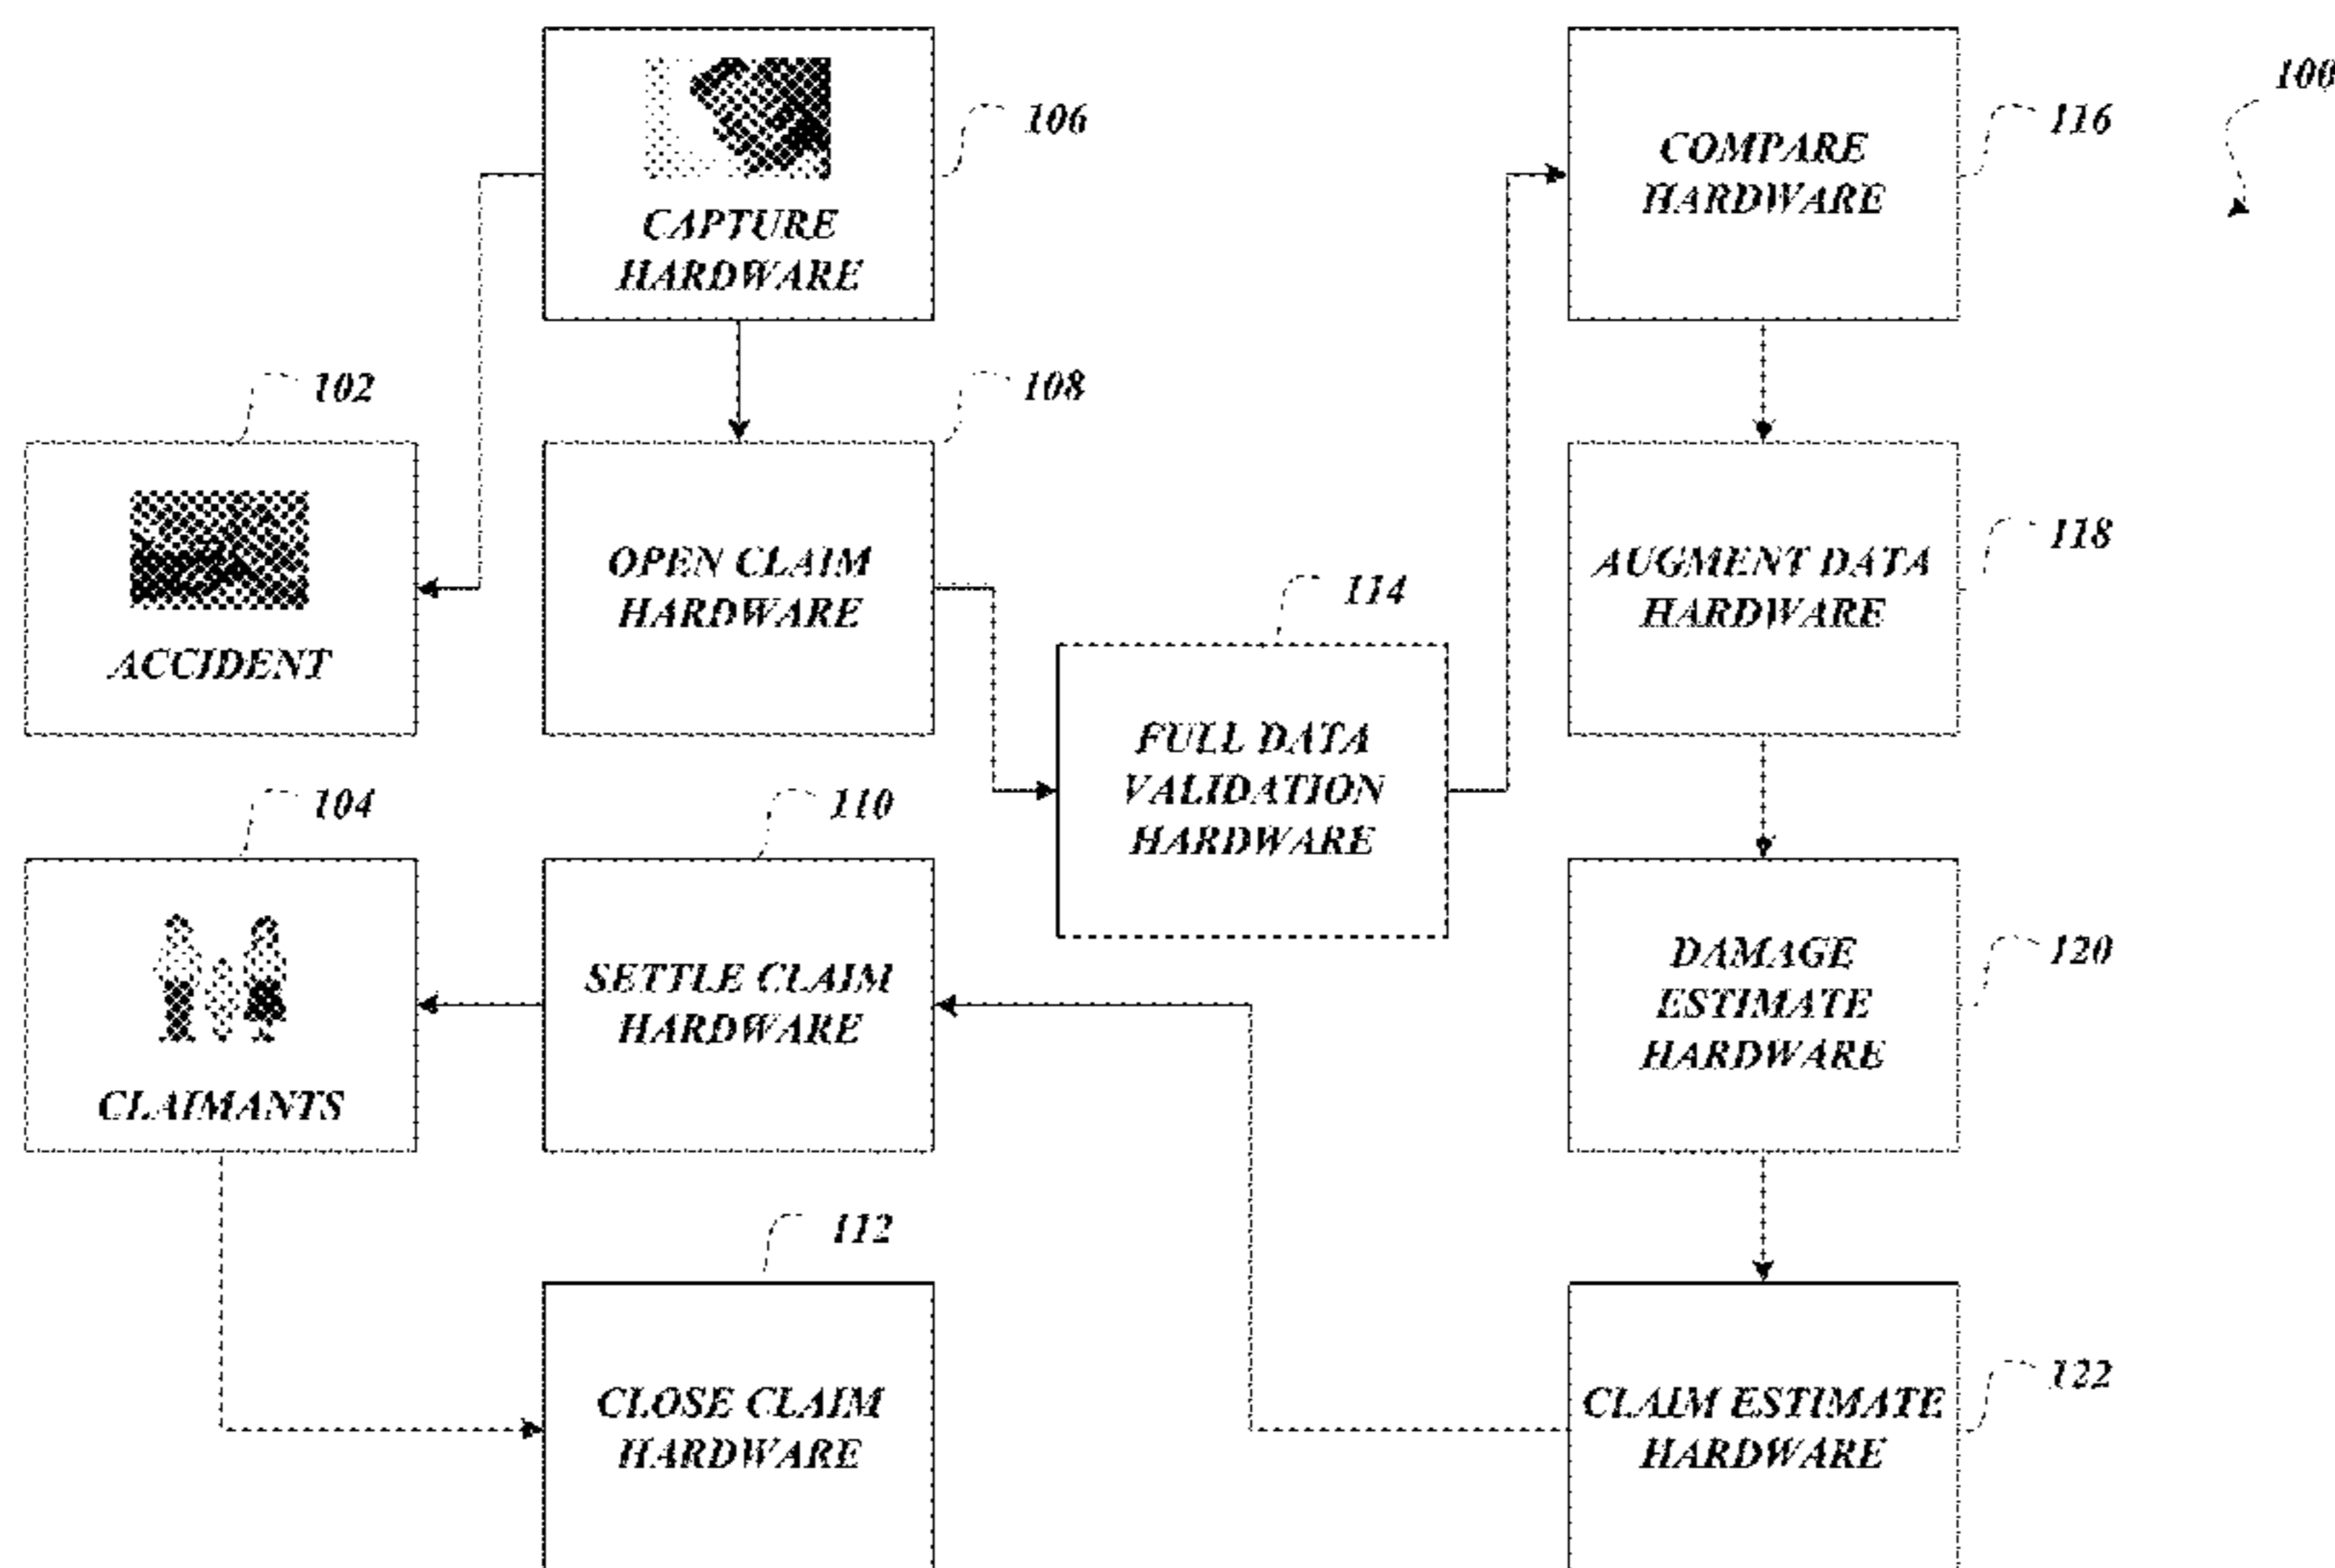 100
106
CAPTURE
HARDWARE
116
COMPARE
HARDWARE
102
ACCIDENT
108
OPEN CLAIM
HARDWARE
114
FULL DATA
VALIDATION
HARDWARE
118
AUGMENT DATA
HARDWARE
104
CLAIMANTS
110
SETTLE CLAIM
HARDWARE
120
DAMAGE
ESTIMATE
HARDWARE
112
CLOSE CLAIM
HARDWARE
122
CLAIM ESTIMATE
HARDWARE